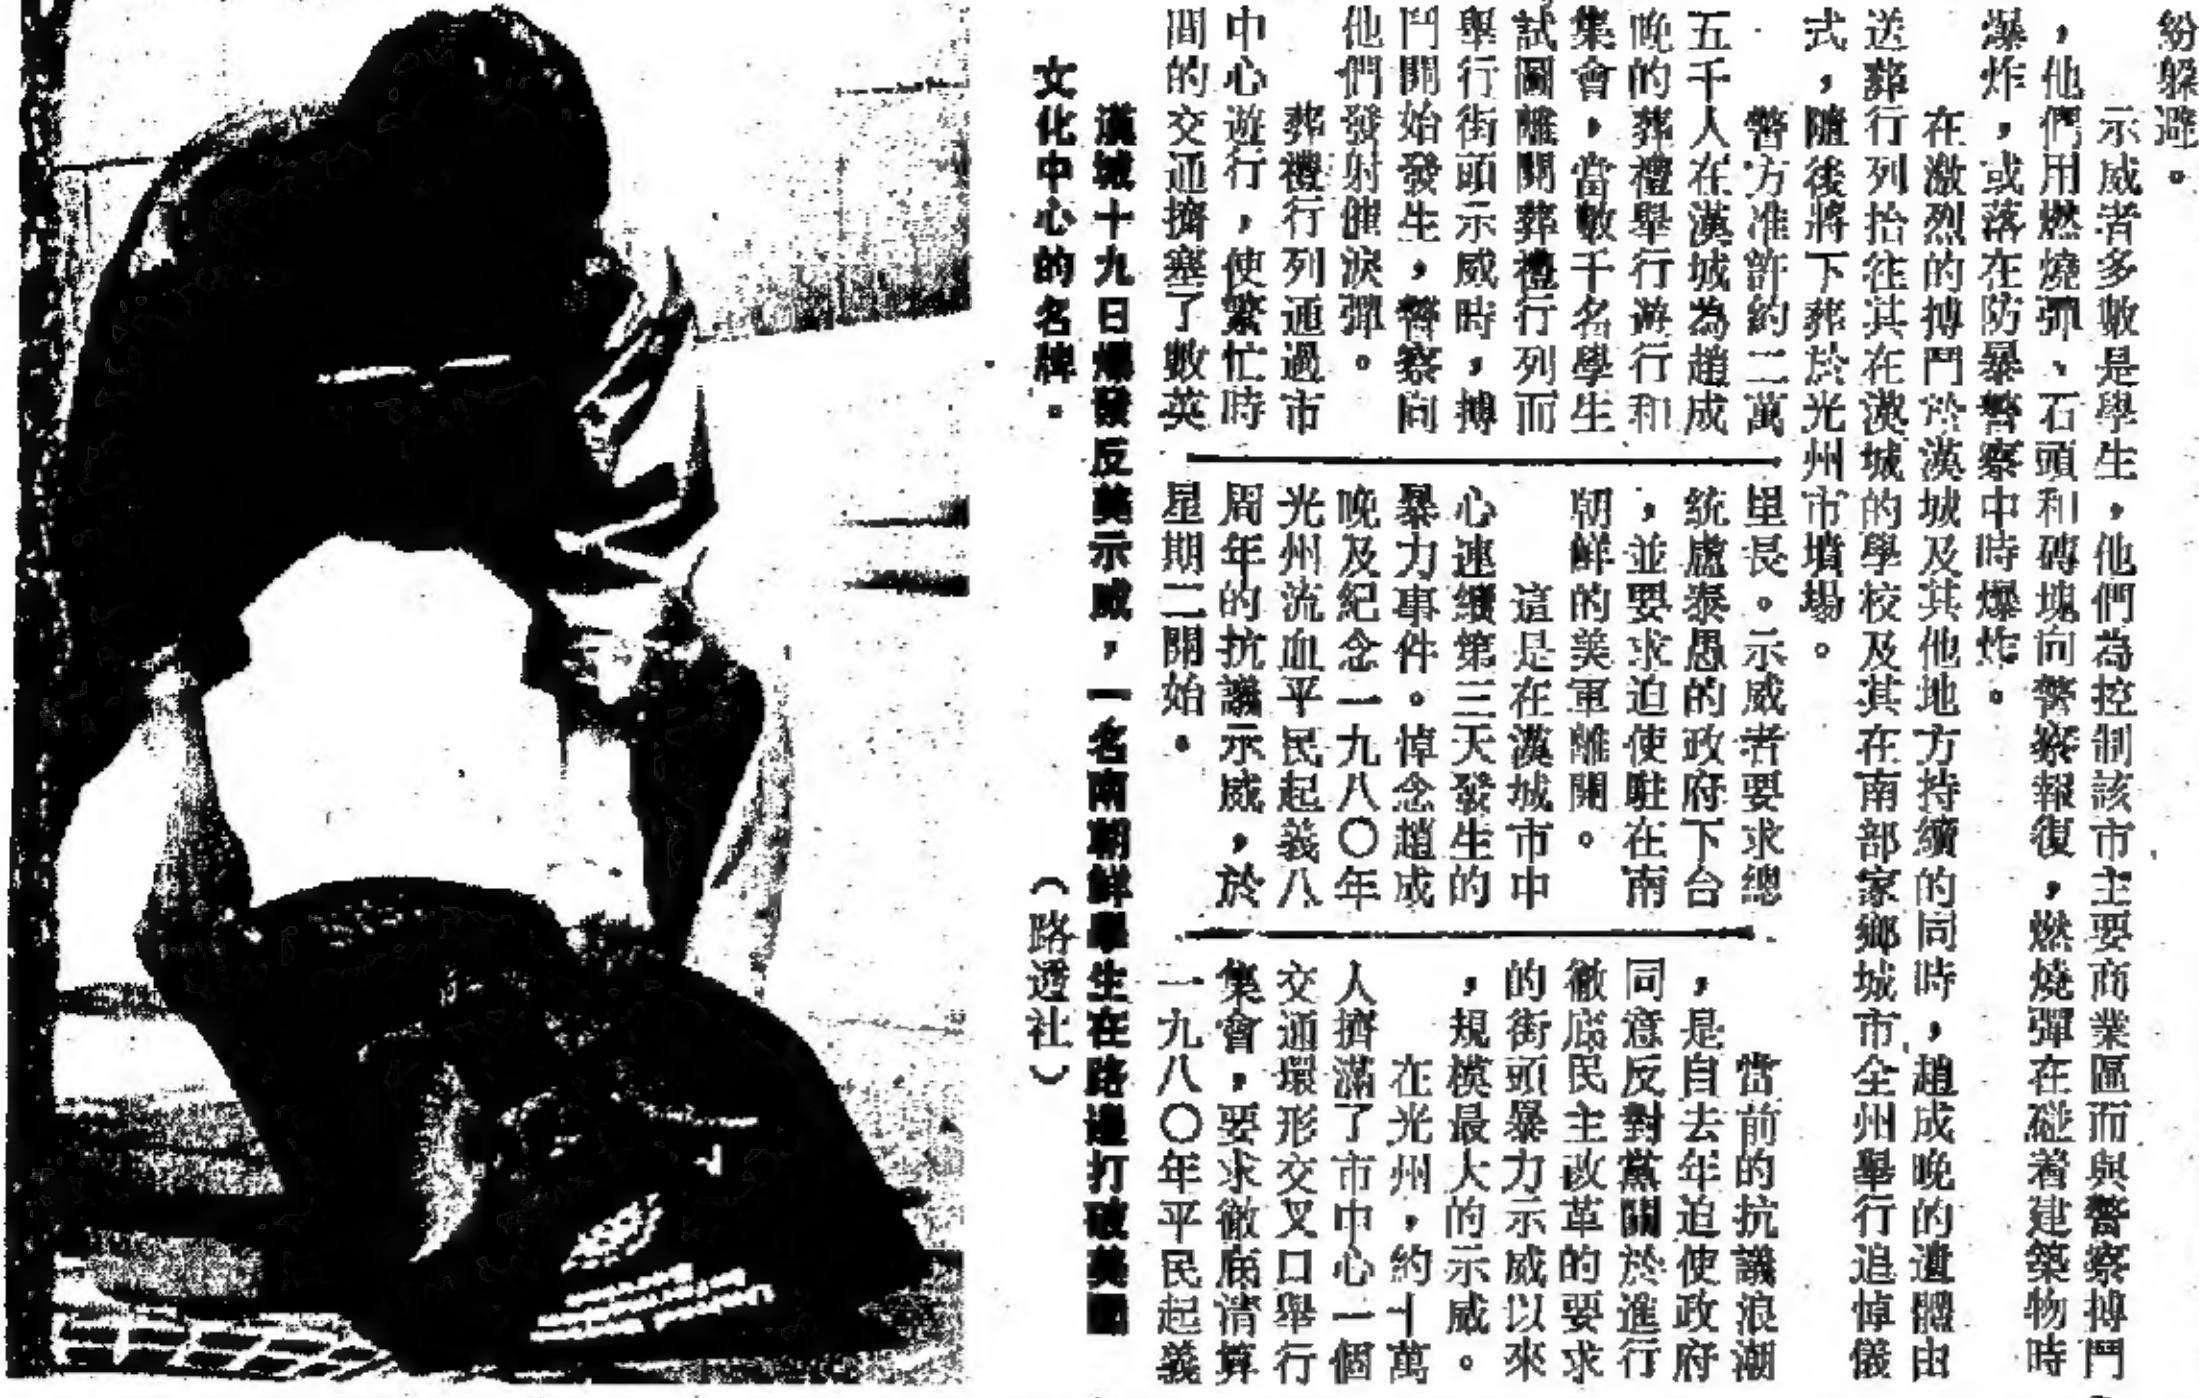 紛躲避。
示威者多數是學生，他們為控制該市主要商業區而與警察搏鬥
，他們用燃燒彈、石頭和磚塊向警察報復，燃燒彈在碰着建築物時
爆炸，或落在防暴警察中時爆炸。
在激烈的搏鬥於漢城及其他地方持續的同時，趙成晚的遺體由
送葬行列抬往其在漢城的學校及其在南部家鄉城市全州舉行追悼儀
式，隨後將下葬於光州市墳場。
警方准許約二萬
五千人在漢城為趙成
晚的葬禮舉行游行和
集會，當數千名學生
試圖離開葬禮行列而
舉行街頭示威時，搏
鬥開始發生，警察向
他們發射催淚彈。
葬禮行列通過市
中心遊行，使繁忙時
間的交通擠塞了數英
里長。示威者要求總
統盧泰愚的政府下台
，並要求迫使駐在南
朝鮮的美軍離開。
這是在漢城市中
心連續第三天發生的
暴力事件。悼念趙成
晚及紀念一九八〇年
光州流血平民起義八
周年的抗議示威，於
星期二開始。
當前的抗議浪潮
，是自去年迫使政府
同意反對黨關於進行
徹底民主改革的要求
的街頭暴力示威以來
，規模最大的示威。
在光州，約十萬
人擠滿了市中心一個
交通環形交叉口舉行
集會，要求徹底清算
一九八〇年平民起義
漢城十九日爆發反美示威，一名南朝鮮學生在路邊打破美國
文化中心的名牌。
（路透社）